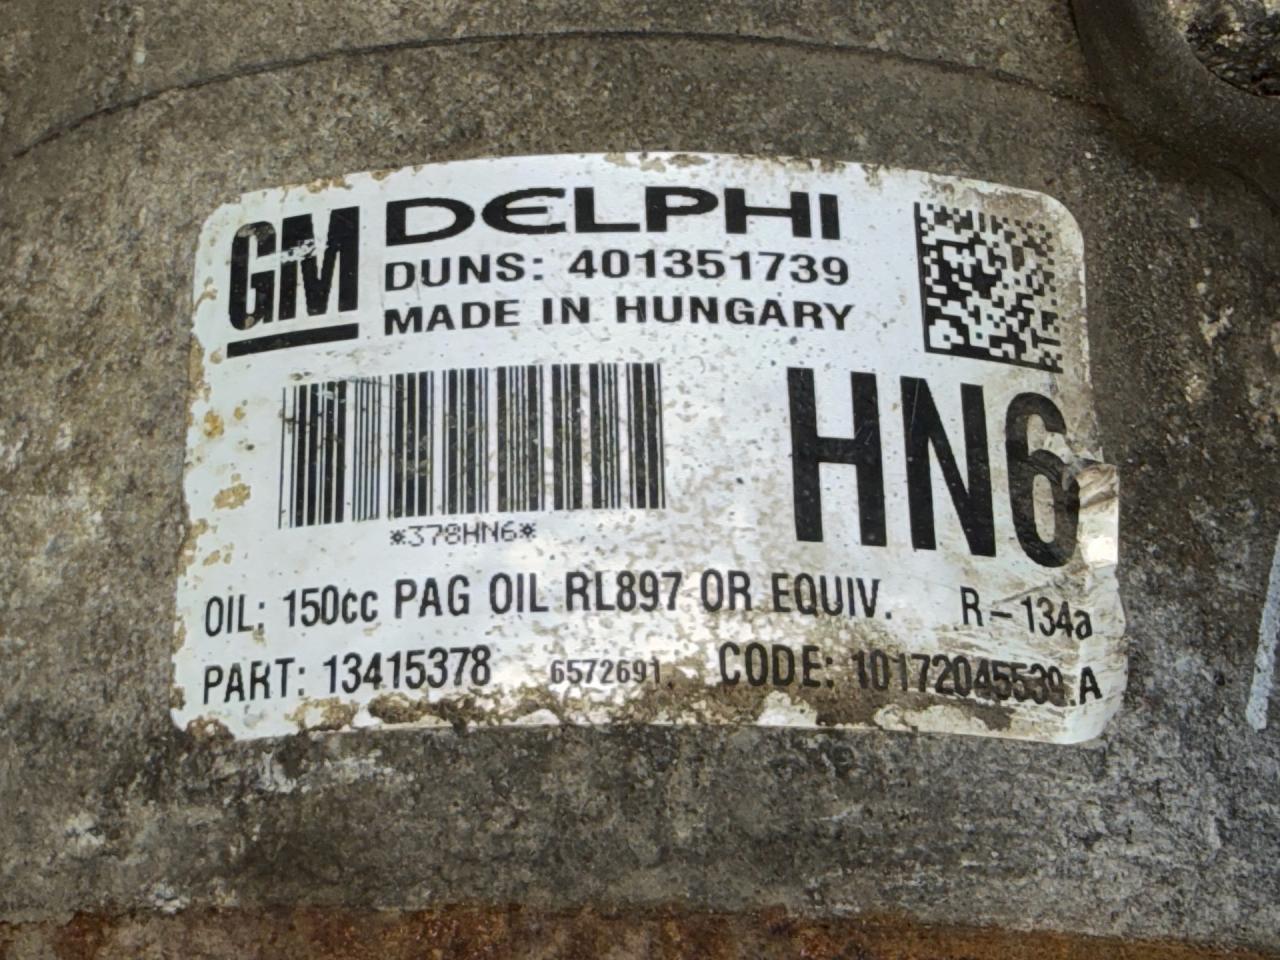 GM DELPHI
DUNS: 401351739
MADE IN HUNGARY
HN6
*378HN6*
OIL: 150cc PAG OIL RL897 OR EQUIV. R-134a
PART: 13415378 6572691. CODE: 10172045539.A